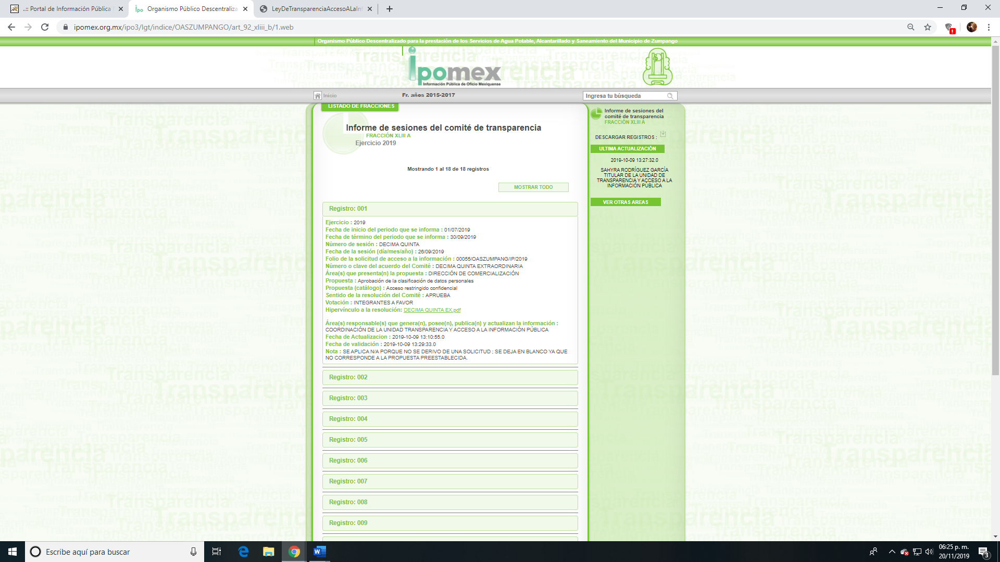 ..:: Portal de Información Pública
Organismo Público Descentraliza
LeyDeTransparenciaAccesoALaInf
ipomex.org.mx/ipo3/lgt/indice/OASZUMPANGO/art_92_xliii_b/1.web
Organismo Público Descentralizado para la prestación de los Servicios de Agua Potable, Alcantarillado y Saneamiento del Municipio de Zumpango
ipomex
Información Pública de Oficio Mexiquense
Inicio
Fr. años 2015-2017
Ingresa tu búsqueda
LISTADO DE FRACCIONES
Informe de sesiones del comité de transparencia
FRACCIÓN XLIII A
Ejercicio 2019
Mostrando 1 al 18 de 18 registros
MOSTRAR TODO
Registro: 001
Ejercicio : 2019
Fecha de inicio del periodo que se informa : 01/07/2019
Fecha de término del periodo que se informa : 30/09/2019
Número de sesión : DECIMA QUINTA
Fecha de la sesión (día/mes/año) : 26/09/2019
Folio de la solicitud de acceso a la información : 00055/OASZUMPANG/IP/2019
Número o clave del acuerdo del Comité : DECIMA QUINTA EXTRAORDINARIA
Área(s) que presenta(n) la propuesta : DIRECCIÓN DE COMERCIALIZACIÓN
Propuesta : Aprobación de la clasificación de datos personales
Propuesta (catálogo) : Acceso restringido confidencial
Sentido de la resolución del Comité : APRUEBA
Votación : INTEGRANTES A FAVOR
Hipervínculo a la resolución: DECIMA QUINTA EX.pdf
Área(s) responsable(s) que genera(n), posee(n), publica(n) y actualizan la información :
COORDINACIÓN DE LA UNIDAD TRANSPARENCIA Y ACCESO A LA INFORMACIÒN PÚBLICA
Fecha de Actualizacion : 2019-10-09 13:10:55.0
Fecha de validación : 2019-10-09 13:29:33.0
Nota : SE APLICA N/A PORQUE NO SE DERIVO DE UNA SOLICITUD ; SE DEJA EN BLANCO YA QUE
NO CORRESPONDE A LA PROPUESTA PREESTABLECIDA.
Registro: 002
Registro: 003
Registro: 004
Registro: 005
Registro: 006
Registro: 007
Registro: 008
Registro: 009
Informe de sesiones del
comité de transparencia
FRACCIÓN XLIII A
DESCARGAR REGISTROS :
ULTIMA ACTUALIZACIÓN
2019-10-09 13:27:32.0
SAHYRA RODRÍGUEZ GARCÍA
TITULAR DE LA UNIDAD DE
TRANSPARENCIA Y ACCESO A LA
INFORMACIÓN PÚBLICA
VER OTRAS AREAS
Escribe aquí para buscar
06:25 p. m.
20/11/2019
3